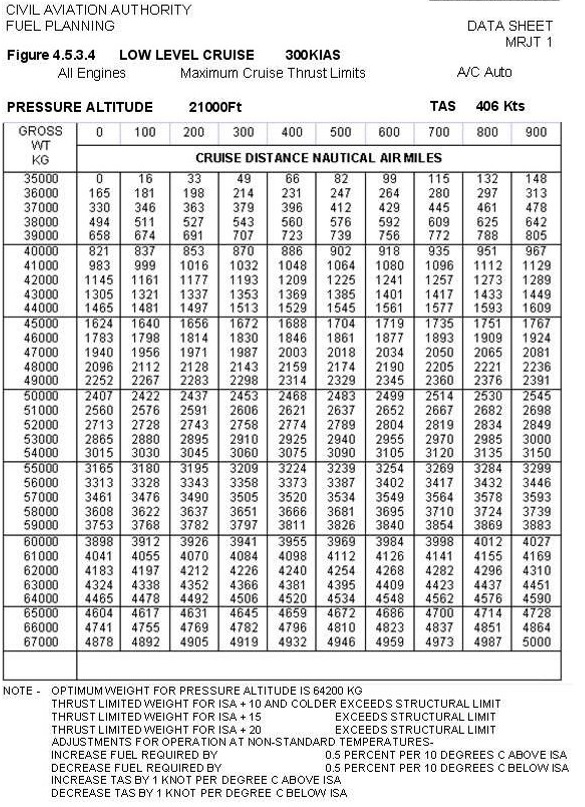 CIVIL AVIATION AUTHORITY
FUEL PLANNING
DATA SHEET
MRJT 1
Figure 4.5.3.4 LOW LEVEL CRUISE 300KIAS
All Engines Maximum Cruise Thrust Limits A/C Auto
PRESSURE ALTITUDE 21000Ft TAS 406 Kts
GROSS WT KG 0 100 200 300 400 500 600 700 800 900
CRUISE DISTANCE NAUTICAL AIR MILES
35000 0 16 33 49 66 82 99 115 132 148
36000 165 181 198 214 231 247 264 280 297 313
37000 330 346 363 379 396 412 429 445 461 478
38000 494 511 527 543 560 576 592 609 625 642
39000 658 674 691 707 723 739 756 772 788 805
40000 821 837 853 870 886 902 918 935 951 967
41000 983 999 1016 1032 1048 1064 1080 1096 1112 1129
42000 1145 1161 1177 1193 1209 1225 1241 1257 1273 1289
43000 1305 1321 1337 1353 1369 1385 1401 1417 1433 1449
44000 1465 1481 1497 1513 1529 1545 1561 1577 1593 1609
45000 1624 1640 1656 1672 1688 1704 1719 1735 1751 1767
46000 1783 1798 1814 1830 1846 1861 1877 1893 1909 1924
47000 1940 1956 1971 1987 2003 2018 2034 2050 2065 2081
48000 2096 2112 2128 2143 2159 2174 2190 2205 2221 2236
49000 2252 2267 2283 2298 2314 2329 2345 2360 2376 2391
50000 2407 2422 2437 2453 2468 2483 2499 2514 2530 2545
51000 2560 2576 2591 2606 2621 2637 2652 2667 2682 2698
52000 2713 2728 2743 2758 2774 2789 2804 2819 2834 2849
53000 2865 2880 2895 2910 2925 2940 2955 2970 2985 3000
54000 3015 3030 3045 3060 3075 3090 3105 3120 3135 3150
55000 3165 3180 3195 3209 3224 3239 3254 3269 3284 3299
56000 3313 3328 3343 3358 3373 3387 3402 3417 3432 3446
57000 3461 3476 3490 3505 3520 3534 3549 3564 3578 3593
58000 3608 3622 3637 3651 3666 3681 3695 3710 3724 3739
59000 3753 3768 3782 3797 3811 3826 3840 3854 3869 3883
60000 3898 3912 3926 3941 3955 3969 3984 3998 4012 4027
61000 4041 4055 4070 4084 4098 4112 4126 4141 4155 4169
62000 4183 4197 4212 4226 4240 4254 4268 4282 4296 4310
63000 4324 4338 4352 4366 4381 4395 4409 4423 4437 4451
64000 4465 4478 4492 4506 4520 4534 4548 4562 4576 4590
65000 4604 4617 4631 4645 4659 4672 4686 4700 4714 4728
66000 4741 4755 4769 4782 4796 4810 4823 4837 4851 4864
67000 4878 4892 4905 4919 4932 4946 4959 4973 4987 5000
NOTE - OPTIMUM WEIGHT FOR PRESSURE ALTITUDE IS 64200 KG
THRUST LIMITED WEIGHT FOR ISA + 10 AND COLDER EXCEEDS STRUCTURAL LIMIT
THRUST LIMITED WEIGHT FOR ISA + 15 EXCEEDS STRUCTURAL LIMIT
THRUST LIMITED WEIGHT FOR ISA + 20 EXCEEDS STRUCTURAL LIMIT
ADJUSTMENTS FOR OPERATION AT NON-STANDARD TEMPERATURES-
INCREASE FUEL REQUIRED BY 0.5 PERCENT PER 10 DEGREES C ABOVE ISA
DECREASE FUEL REQUIRED BY 0.5 PERCENT PER 10 DEGREES C BELOW ISA
INCREASE TAS BY 1 KNOT PER DEGREE C ABOVE ISA
DECREASE TAS BY 1 KNOT PER DEGREE C BELOW ISA